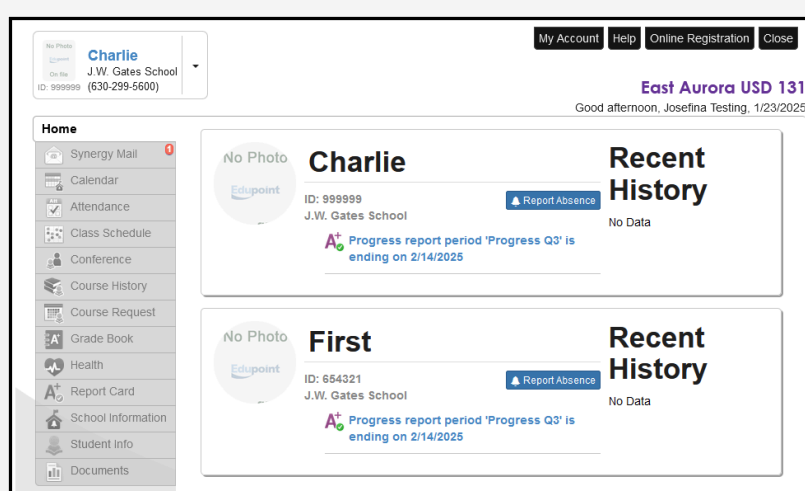 My Account Help Online Registration Close
No Photo
Edupoint
On file
ID: 999999
Charlie
J.W. Gates School
(630-299-5600)
East Aurora USD 131
Good afternoon, Josefina Testing, 1/23/2025
Home
Synergy Mail 1
Calendar
Attendance
Class Schedule
Conference
Course History
Course Request
Grade Book
Health
Report Card
School Information
Student Info
Documents
No Photo
Edupoint
Charlie
ID: 999999
J.W. Gates School
Report Absence
A+ Progress report period 'Progress Q3' is
ending on 2/14/2025
Recent
History
No Data
No Photo
Edupoint
First
ID: 654321
J.W. Gates School
Report Absence
A+ Progress report period 'Progress Q3' is
ending on 2/14/2025
Recent
History
No Data